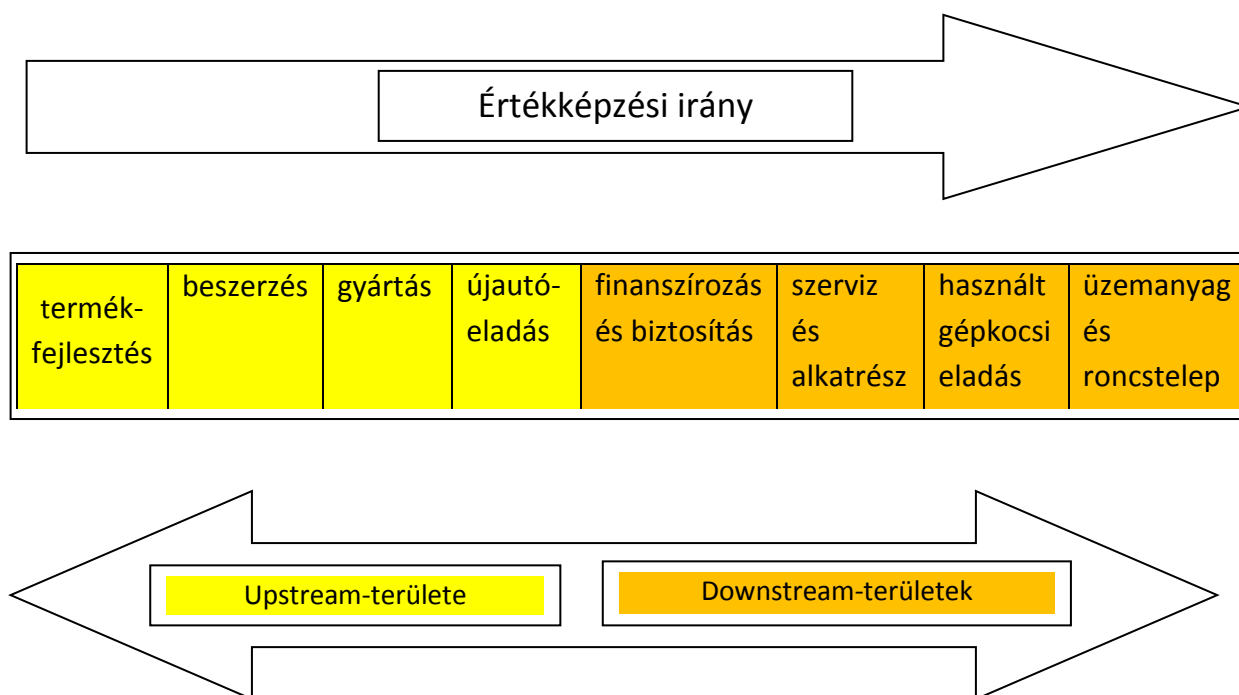 Értékképzési irány
termék-
fejlesztés
beszerzés
gyártás
újautó-
eladás
finanszírozás
és biztosítás
szerviz
és
alkatrész
használt
gépkocsi
eladás
üzemanyag
és
roncstelep
Upstream-területe
Downstream-területek